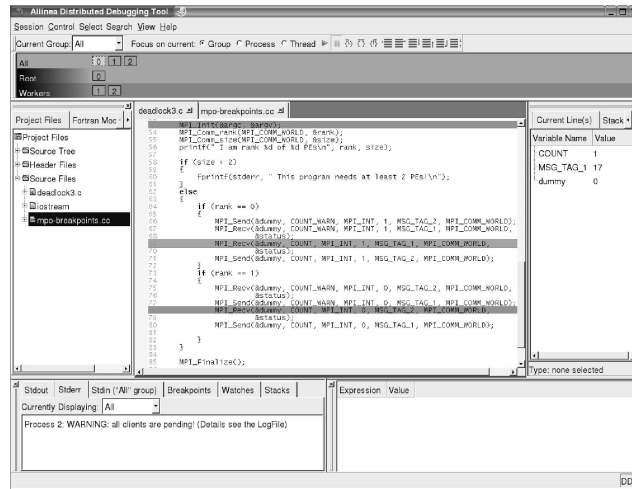 Allinea Distributed Debugging Tool
Session Control Select Search View Help
Current Group: All Focus on current: Group Process Thread
All 0 1 2
Root 0
Workers 1 2
Project Files Fortran Moc
Project Files
Source Tree
Header Files
Source Files
deadlock3.c
iostream
mpo-breakpoints.cc
deadlock3.c mpo-breakpoints.cc
MPI_Init(&argc, &argv);
54 MPI_Comm_rank(MPI_COMM_WORLD, &rank);
55 MPI_Comm_size(MPI_COMM_WORLD, &size);
56 printf(" I am rank %d of %d PEs\n", rank, size);
57
58 if (size < 2)
59 {
60 fprintf(stderr, " This program needs at least 2 PEs!\n");
61 }
62 else
63 {
64 if (rank == 0)
65 {
66 MPI_Send(&dummy, COUNT_WARN, MPI_INT, 1, MSG_TAG_2, MPI_COMM_WORLD);
67 MPI_Recv(&dummy, COUNT_WARN, MPI_INT, 1, MSG_TAG_1, MPI_COMM_WORLD,
68 &status);
69 MPI_Recv(&dummy, COUNT, MPI_INT, 1, MSG_TAG_1, MPI_COMM_WORLD,
70 &status);
71 MPI_Send(&dummy, COUNT, MPI_INT, 1, MSG_TAG_2, MPI_COMM_WORLD);
72 }
73 if (rank == 1)
74 {
75 MPI_Recv(&dummy, COUNT_WARN, MPI_INT, 0, MSG_TAG_2, MPI_COMM_WORLD,
76 &status);
77 MPI_Send(&dummy, COUNT_WARN, MPI_INT, 0, MSG_TAG_1, MPI_COMM_WORLD);
78 MPI_Recv(&dummy, COUNT, MPI_INT, 0, MSG_TAG_2, MPI_COMM_WORLD,
79 &status);
80 MPI_Send(&dummy, COUNT, MPI_INT, 0, MSG_TAG_1, MPI_COMM_WORLD);
81
82 }
83 }
84
85 MPI_Finalize();
Current Line(s) Stack
Variable Name Value
COUNT 1
MSG_TAG_1 17
dummy 0
Type: none selected
Stdout Stderr Stdin ("All" group) Breakpoints Watches Stacks
Currently Displaying: All
Process 2: WARNING: all clients are pending! (Details see the LogFile)
Expression Value
DD